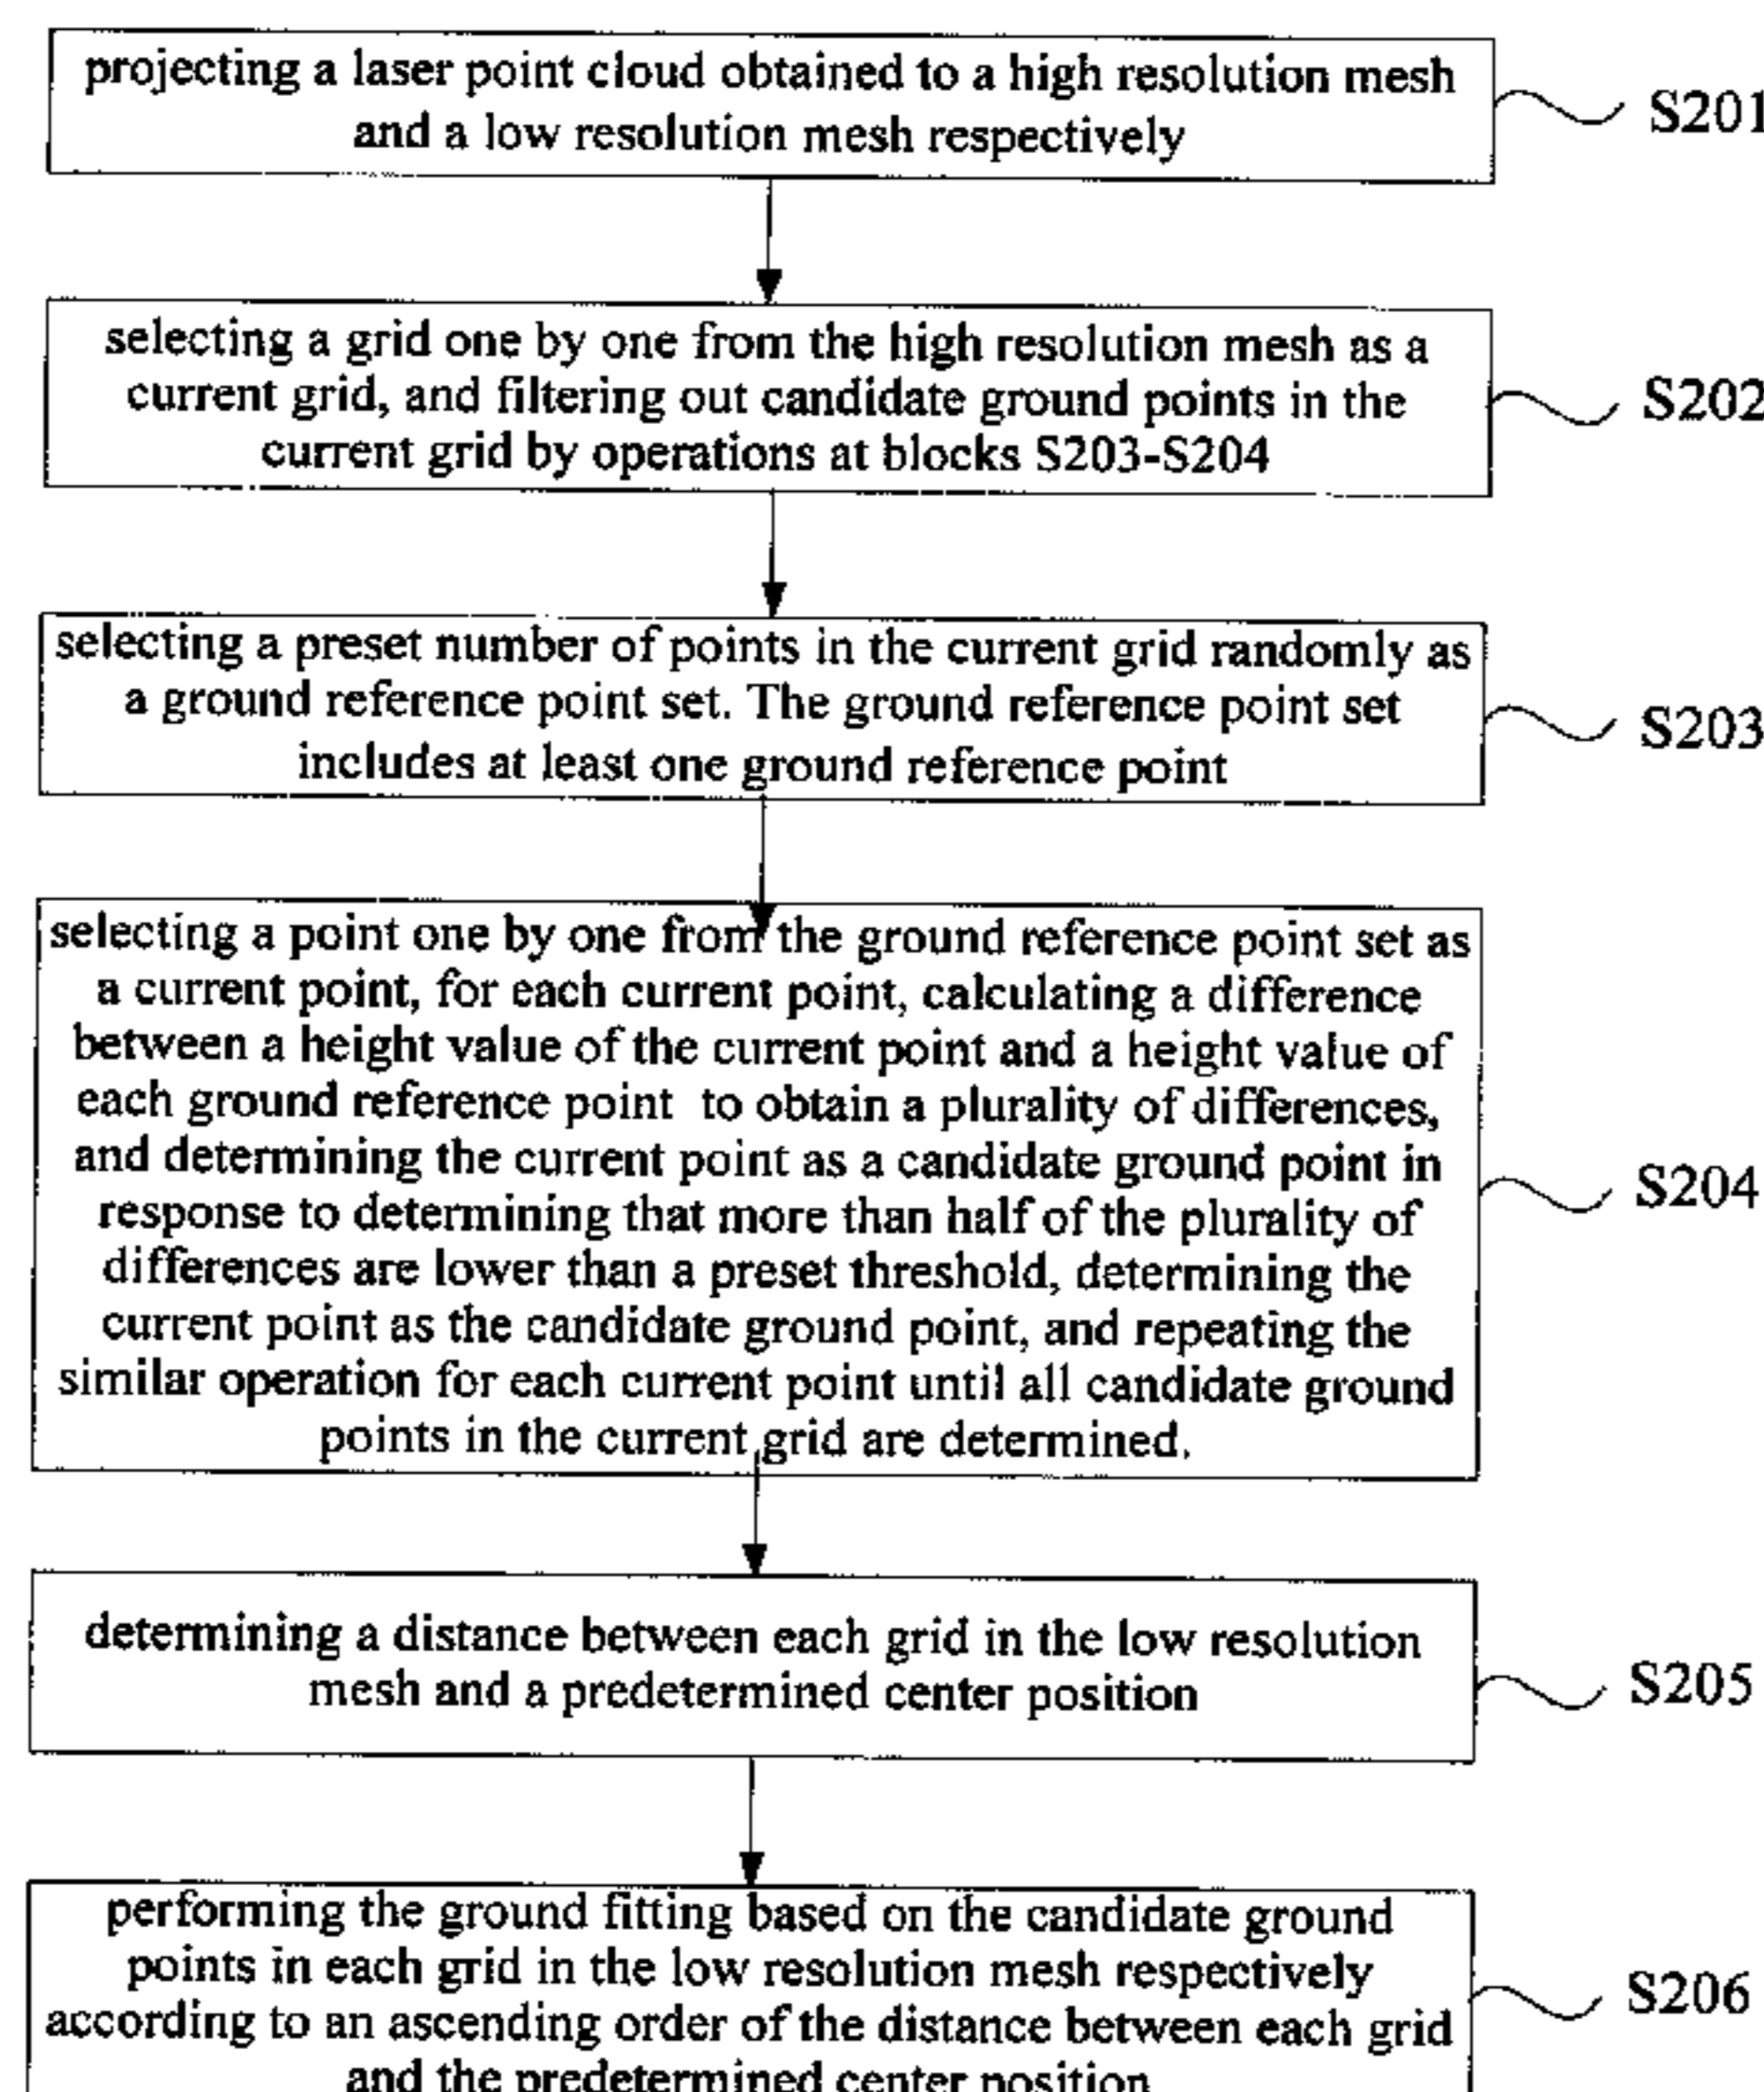 projecting a laser point cloud obtained to a high resolution mesh
and a low resolution mesh respectively
S201
selecting a grid one by one from the high resolution mesh as a
current grid, and filtering out candidate ground points in the
current grid by operations at blocks S203-S204
S202
selecting a preset number of points in the current grid randomly as
a ground reference point set. The ground reference point set
includes at least one ground reference point
S203
selecting a point one by one from the ground reference point set as
a current point, for each current point, calculating a difference
between a height value of the current point and a height value of
each ground reference point to obtain a plurality of differences,
and determining the current point as a candidate ground point in
response to determining that more than half of the plurality of
differences are lower than a preset threshold, determining the
current point as the candidate ground point, and repeating the
similar operation for each current point until all candidate ground
points in the current grid are determined.
S204
determining a distance between each grid in the low resolution
mesh and a predetermined center position
S205
performing the ground fitting based on the candidate ground
points in each grid in the low resolution mesh respectively
according to an ascending order of the distance between each grid
and the predetermined center position
S206